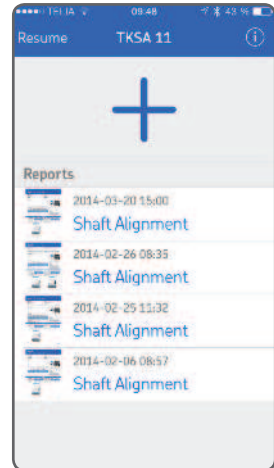 TELIA 09:48 43 %
Resume TKSA 11
Reports
2014-03-20 15:00
Shaft Alignment
2014-02-26 08:35
Shaft Alignment
2014-02-25 11:32
Shaft Alignment
2014-02-06 08:57
Shaft Alignment